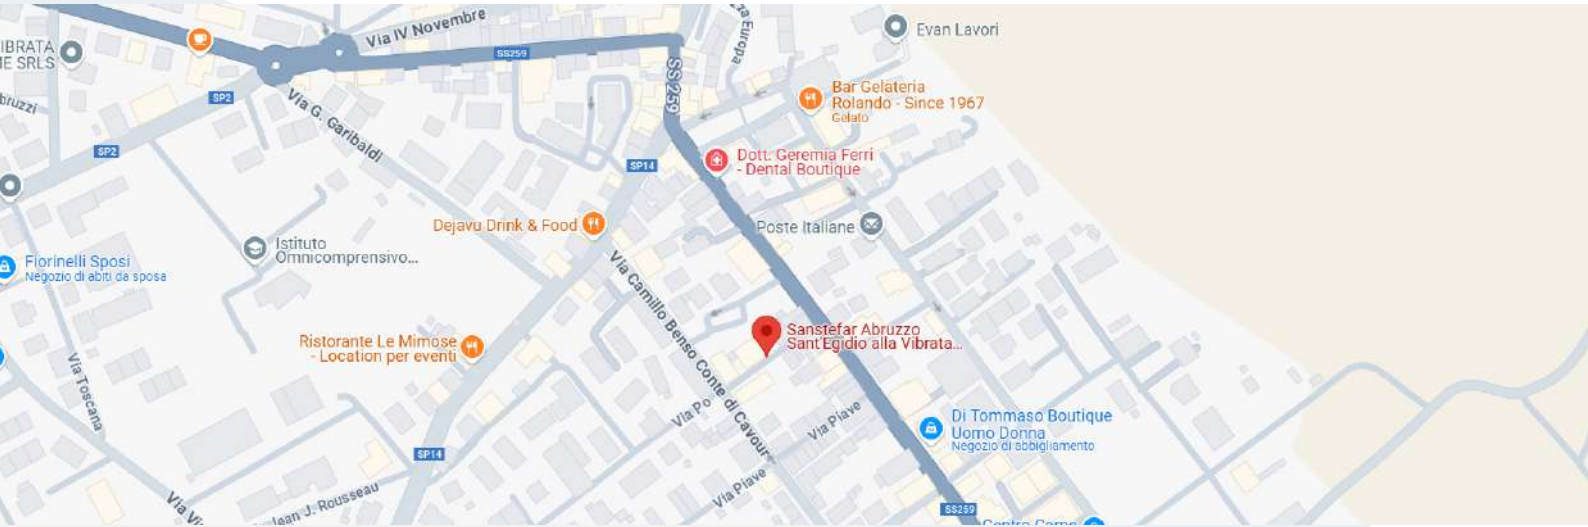 IBRATA
E SRLS
bruzzi
Via IV Novembre
SS259
SS259
SP2
SP2
Via G. Garibaldi
Evan Lavori
Bar Gelateria
Rolando - Since 1967
Gelato
Dott. Geremia Ferri
- Dental Boutique
SP14
Dejavu Drink & Food
Poste Italiane
Istituto
Omnicomprensivo...
Fiorinelli Sposi
Negozio di abiti da sposa
Ristorante Le Mimose
- Location per eventi
Via Camillo Benso Conte di Cavour
Sanstefar Abruzzo
Sant'Egidio alla Vibrata...
Via Toscana
Via Po
Via Piave
Di Tommaso Boutique
Uomo Donna
Negozio di abbigliamento
SP14
Via Piave
Jean J. Rousseau
Via Vi
SS259